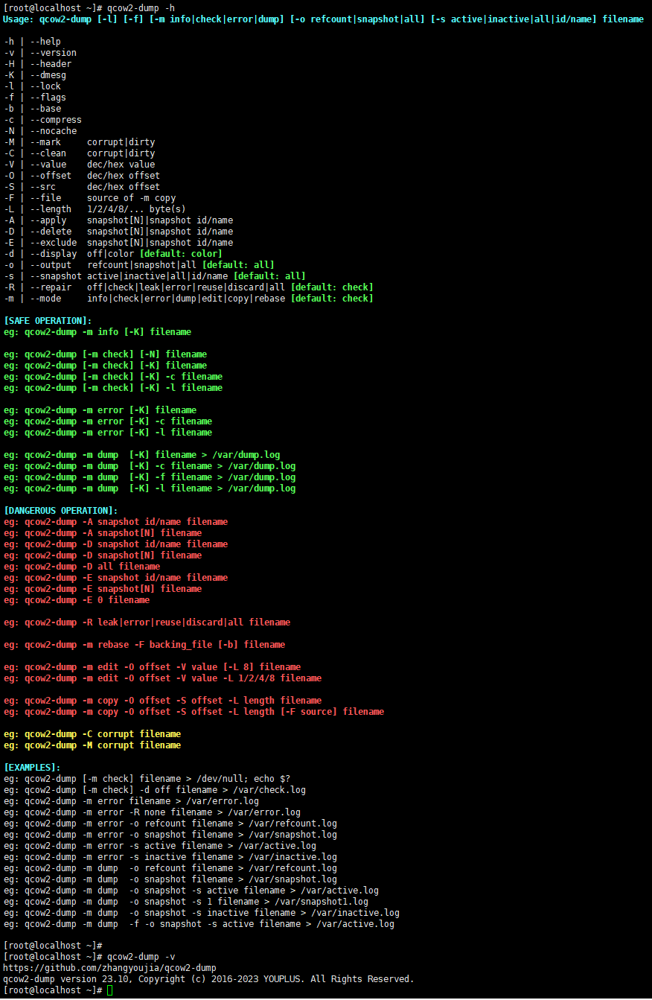 [root@localhost ~]# qcow2-dump -h
Usage: qcow2-dump [-l] [-f] [-m info|check|error|dump] [-o refcount|snapshot|all] [-s active|inactive|all|id/name] filename
-h | --help
-v | --version
-H | --header
-K | --dmesg
-l | --lock
-f | --flags
-b | --base
-c | --compress
-N | --nocache
-M | --mark     corrupt|dirty
-C | --clean    corrupt|dirty
-V | --value    dec/hex value
-O | --offset   dec/hex offset
-S | --src      dec/hex offset
-F | --file     source of -m copy
-L | --length   1/2/4/8/... byte(s)
-A | --apply    snapshot[N]|snapshot id/name
-D | --delete   snapshot[N]|snapshot id/name
-E | --exclude  snapshot[N]|snapshot id/name
-d | --display  off|color [default: color]
-o | --output   refcount|snapshot|all [default: all]
-s | --snapshot active|inactive|all|id/name [default: all]
-R | --repair   off|check|leak|error|reuse|discard|all [default: check]
-m | --mode     info|check|error|dump|edit|copy|rebase [default: check]
[SAFE OPERATION]:
eg: qcow2-dump -m info [-K] filename
eg: qcow2-dump [-m check] [-N] filename
eg: qcow2-dump [-m check] [-K] filename
eg: qcow2-dump [-m check] [-K] -c filename
eg: qcow2-dump [-m check] [-K] -l filename
eg: qcow2-dump -m error [-K] filename
eg: qcow2-dump -m error [-K] -c filename
eg: qcow2-dump -m error [-K] -l filename
eg: qcow2-dump -m dump  [-K] filename > /var/dump.log
eg: qcow2-dump -m dump  [-K] -c filename > /var/dump.log
eg: qcow2-dump -m dump  [-K] -f filename > /var/dump.log
eg: qcow2-dump -m dump  [-K] -l filename > /var/dump.log
[DANGEROUS OPERATION]:
eg: qcow2-dump -A snapshot id/name filename
eg: qcow2-dump -A snapshot[N] filename
eg: qcow2-dump -D snapshot id/name filename
eg: qcow2-dump -D snapshot[N] filename
eg: qcow2-dump -D all filename
eg: qcow2-dump -E snapshot id/name filename
eg: qcow2-dump -E snapshot[N] filename
eg: qcow2-dump -E 0 filename
eg: qcow2-dump -R leak|error|reuse|discard|all filename
eg: qcow2-dump -m rebase -F backing_file [-b] filename
eg: qcow2-dump -m edit -O offset -V value [-L 8] filename
eg: qcow2-dump -m edit -O offset -V value -L 1/2/4/8 filename
eg: qcow2-dump -m copy -O offset -S offset -L length filename
eg: qcow2-dump -m copy -O offset -S offset -L length [-F source] filename
eg: qcow2-dump -C corrupt filename
eg: qcow2-dump -M corrupt filename
[EXAMPLES]:
eg: qcow2-dump [-m check] filename > /dev/null; echo $?
eg: qcow2-dump [-m check] -d off filename > /var/check.log
eg: qcow2-dump -m error filename > /var/error.log
eg: qcow2-dump -m error -R none filename > /var/error.log
eg: qcow2-dump -m error -o refcount filename > /var/refcount.log
eg: qcow2-dump -m error -o snapshot filename > /var/snapshot.log
eg: qcow2-dump -m error -s active filename > /var/active.log
eg: qcow2-dump -m error -s inactive filename > /var/inactive.log
eg: qcow2-dump -m dump  -o refcount filename > /var/refcount.log
eg: qcow2-dump -m dump  -o snapshot filename > /var/snapshot.log
eg: qcow2-dump -m dump  -o snapshot -s active filename > /var/active.log
eg: qcow2-dump -m dump  -o snapshot -s 1 filename > /var/snapshot1.log
eg: qcow2-dump -m dump  -o snapshot -s inactive filename > /var/inactive.log
eg: qcow2-dump -m dump  -f -o snapshot -s active filename > /var/active.log
[root@localhost ~]#
[root@localhost ~]# qcow2-dump -v
https://github.com/zhangyoujia/qcow2-dump
qcow2-dump version 23.10, Copyright (c) 2016-2023 YOUPLUS. All Rights Reserved.
[root@localhost ~]#